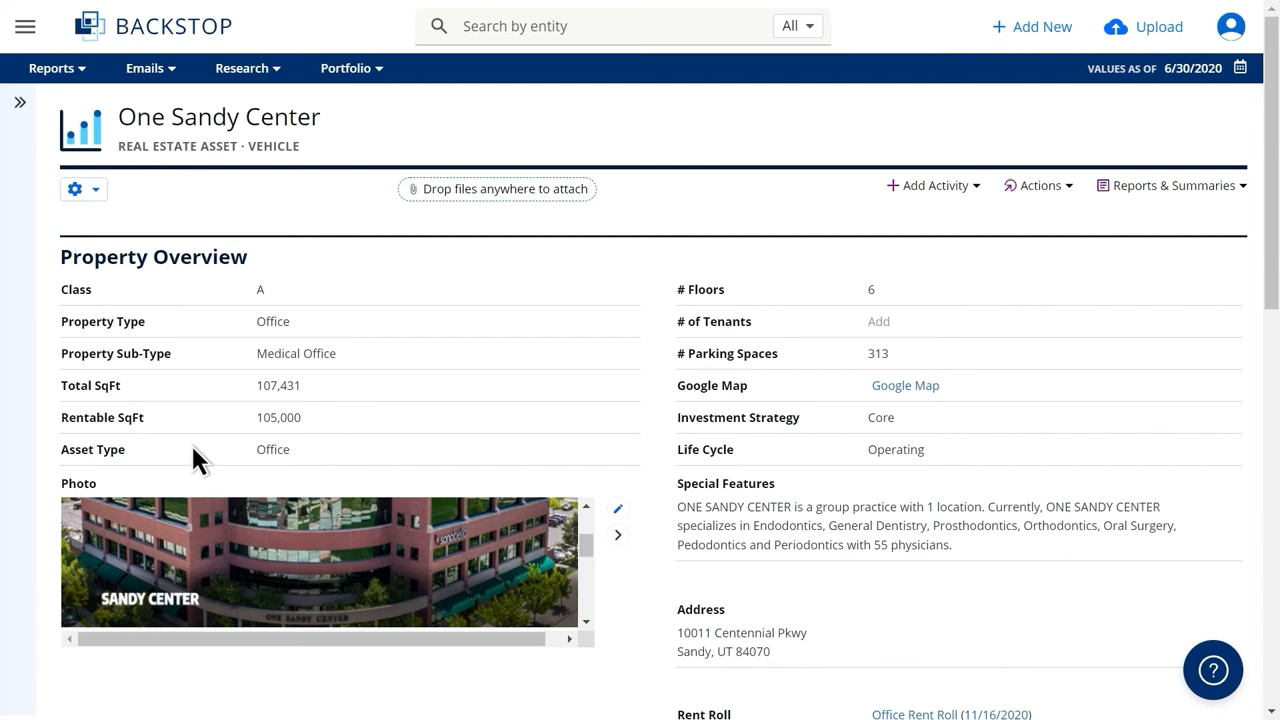 BACKSTOP
Search by entity
All
Add New
Upload
Reports
Emails
Research
Portfolio
VALUES AS OF 6/30/2020
One Sandy Center
REAL ESTATE ASSET · VEHICLE
Drop files anywhere to attach
Add Activity
Actions
Reports & Summaries
Property Overview
Class A
Property Type Office
Property Sub-Type Medical Office
Total SqFt 107,431
Rentable SqFt 105,000
Asset Type Office
Photo
SANDY CENTER
ONE SANDY CENTER
# Floors 6
# of Tenants Add
# Parking Spaces 313
Google Map Google Map
Investment Strategy Core
Life Cycle Operating
Special Features
ONE SANDY CENTER is a group practice with 1 location. Currently, ONE SANDY CENTER
specializes in Endodontics, General Dentistry, Prosthodontics, Orthodontics, Oral Surgery,
Pedodontics and Periodontics with 55 physicians.
Address
10011 Centennial Pkwy
Sandy, UT 84070
Rent Roll Office Rent Roll (11/16/2020)